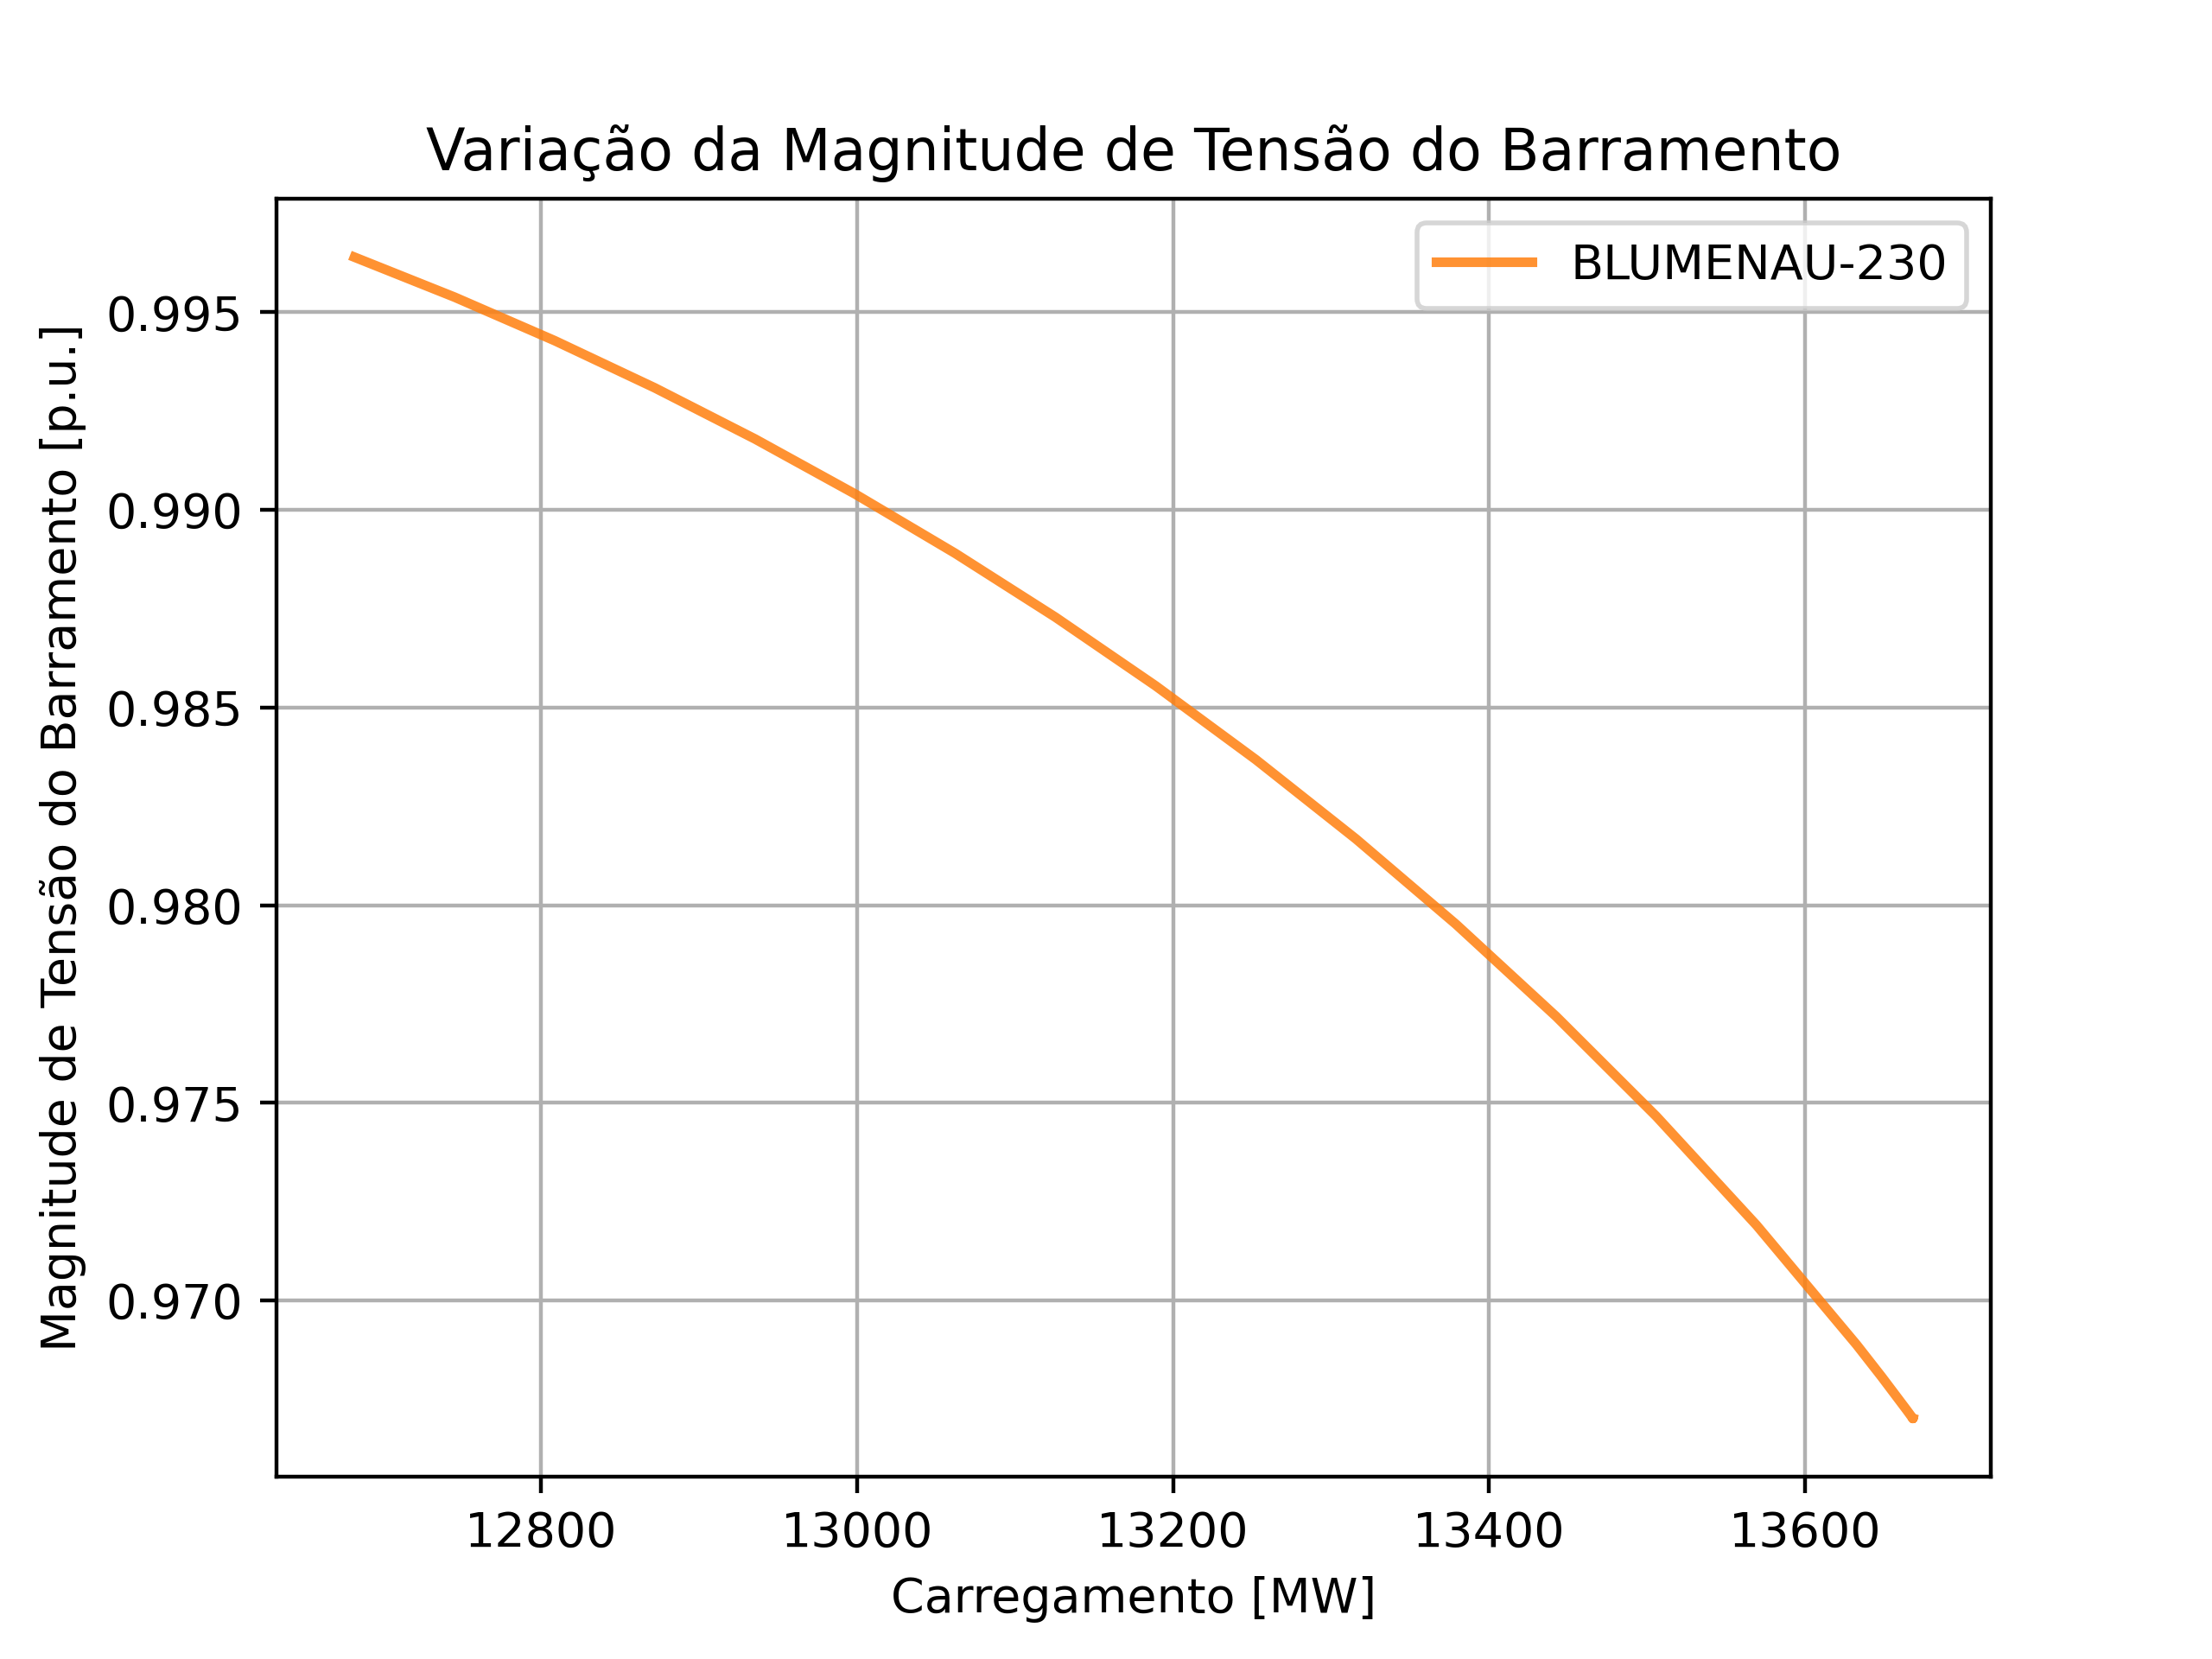 Variação da Magnitude de Tensão do Barramento
BLUMENAU-230
Magnitude de Tensão do Barramento [p.u.]
0.995
0.990
0.985
0.980
0.975
0.970
12800 13000 13200 13400 13600
Carregamento [MW]